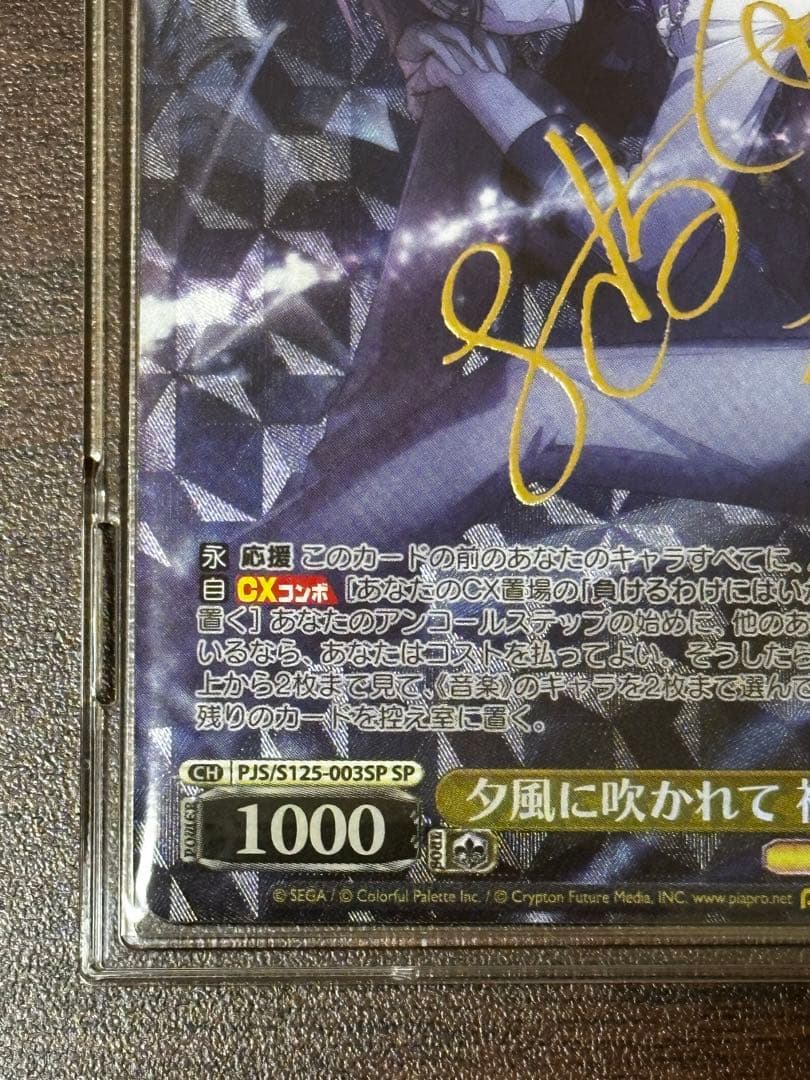 永 応援 このカードの前のあなたのキャラすべてに、
自 CXコンボ [あなたのCX置場の「負けるわけにはい
置く] あなたのアンコールステップの始めに、他のあ
いるなら、あなたはコストを払ってよい。そうしたら
上から2枚まで見て、《音楽》のキャラを2枚まで選んで
残りのカードを控え室に置く。
CH PJS/S125-003SP SP
夕風に吹かれて
POWER 1000 SOUL
© SEGA / © Colorful Palette Inc. / © Crypton Future Media, INC. www.piapro.net